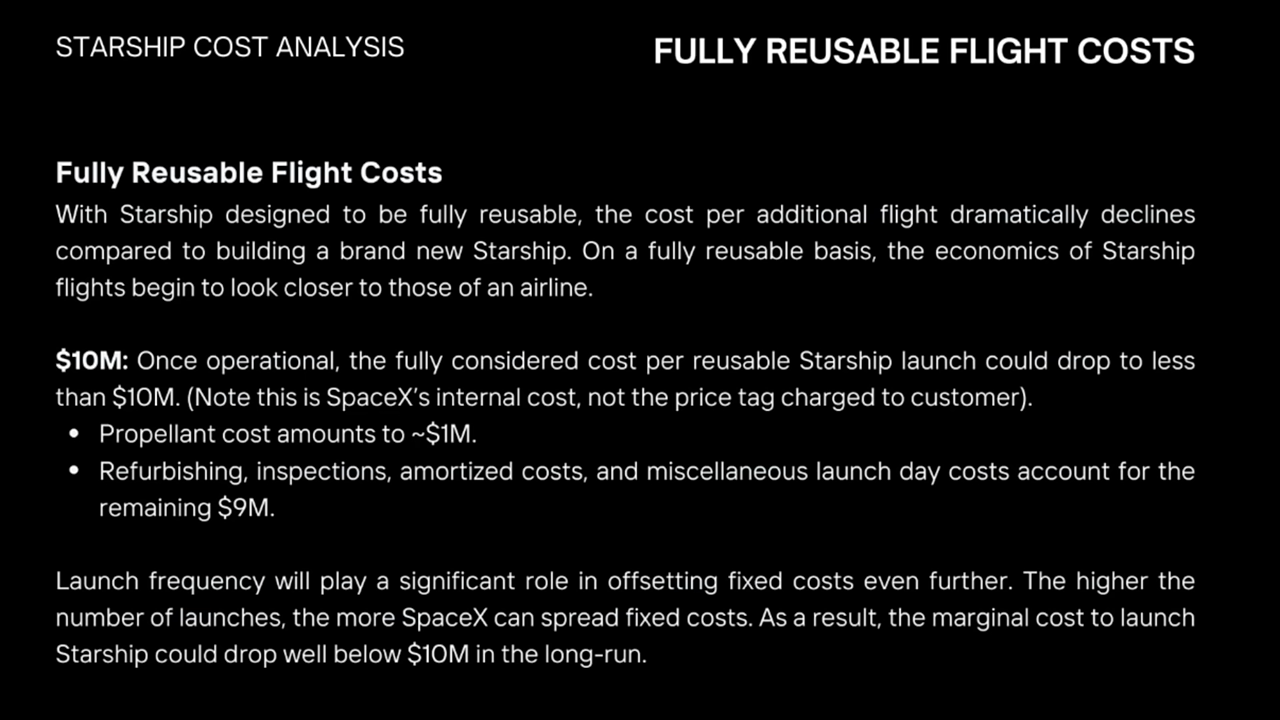 STARSHIP COST ANALYSIS
FULLY REUSABLE FLIGHT COSTS
Fully Reusable Flight Costs
With Starship designed to be fully reusable, the cost per additional flight dramatically declines
compared to building a brand new Starship. On a fully reusable basis, the economics of Starship
flights begin to look closer to those of an airline.
$10M: Once operational, the fully considered cost per reusable Starship launch could drop to less
than $10M. (Note this is SpaceX's internal cost, not the price tag charged to customer).
• Propellant cost amounts to ~$1M.
• Refurbishing, inspections, amortized costs, and miscellaneous launch day costs account for the
remaining $9M.
Launch frequency will play a significant role in offsetting fixed costs even further. The higher the
number of launches, the more SpaceX can spread fixed costs. As a result, the marginal cost to launch
Starship could drop well below $10M in the long-run.